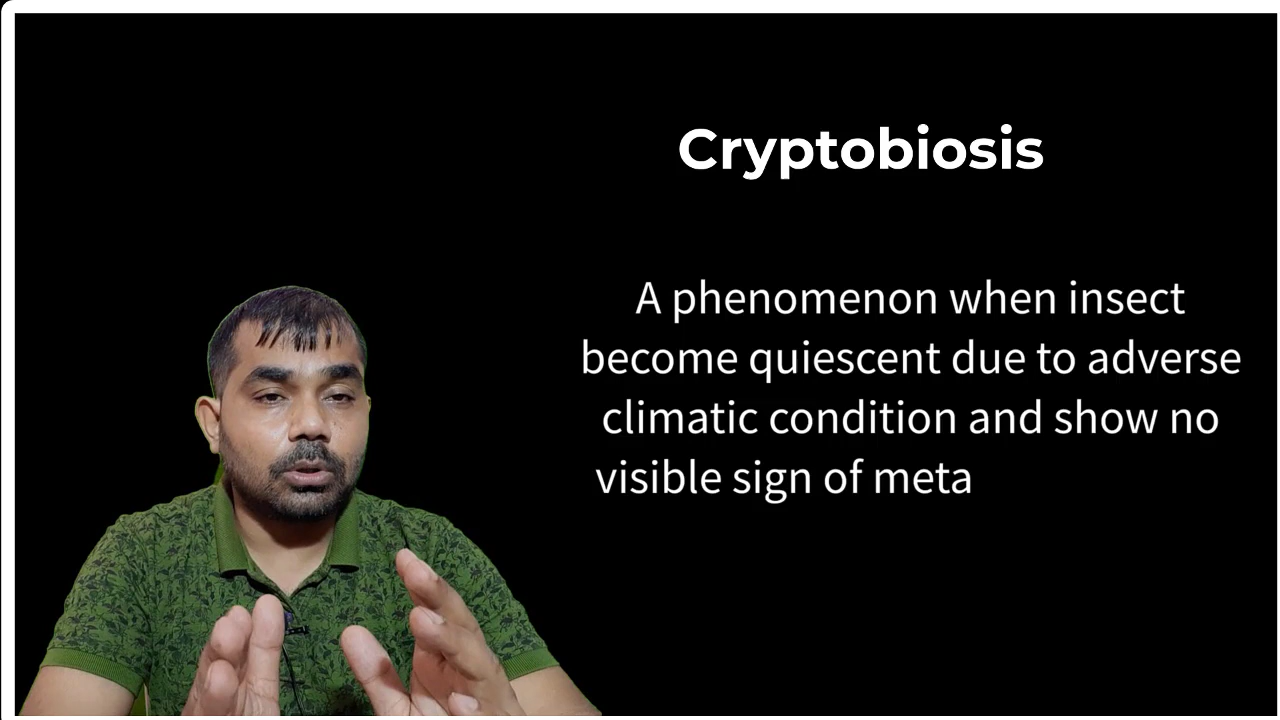 Cryptobiosis
A phenomenon when insect
become quiescent due to adverse
climatic condition and show no
visible sign of meta